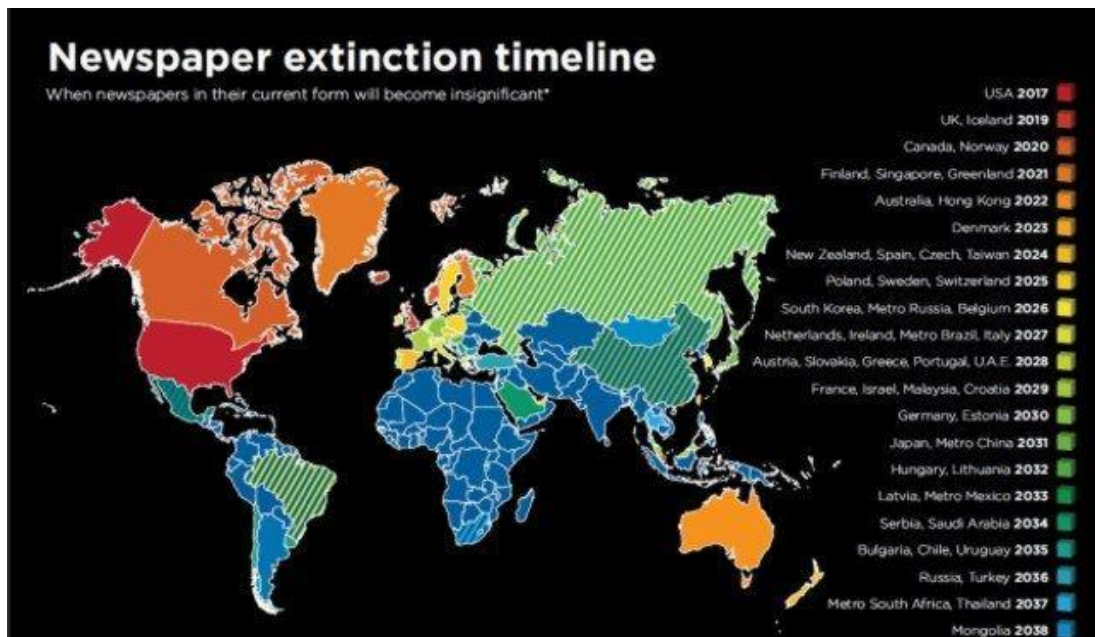 Newspaper extinction timeline
When newspapers in their current form will become insignificant*
USA 2017
UK, Iceland 2019
Canada, Norway 2020
Finland, Singapore, Greenland 2021
Australia, Hong Kong 2022
Denmark 2023
New Zealand, Spain, Czech, Taiwan 2024
Poland, Sweden, Switzerland 2025
South Korea, Metro Russia, Belgium 2026
Netherlands, Ireland, Metro Brazil, Italy 2027
Austria, Slovakia, Greece, Portugal, U.A.E. 2028
France, Israel, Malaysia, Croatia 2029
Germany, Estonia 2030
Japan, Metro China 2031
Hungary, Lithuania 2032
Latvia, Metro Mexico 2033
Serbia, Saudi Arabia 2034
Bulgaria, Chile, Uruguay 2035
Russia, Turkey 2036
Metro South Africa, Thailand 2037
Mongolia 2038